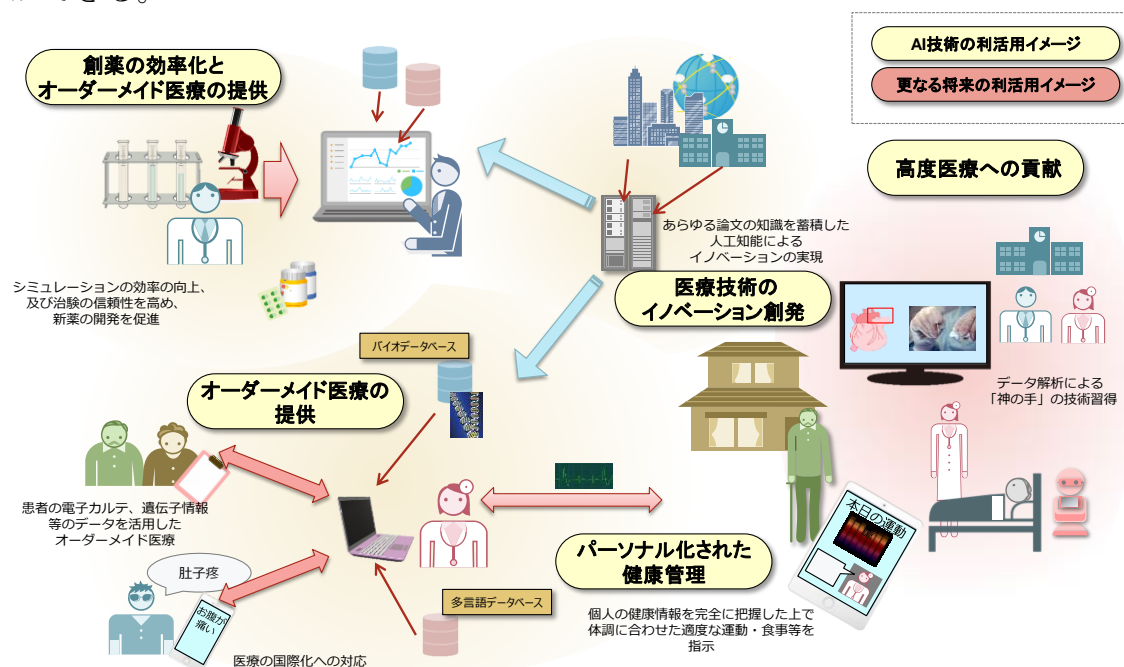 AI技術の利活用イメージ
更なる将来の利活用イメージ
創薬の効率化と
オーダーメイド医療の提供
シミュレーションの効率の向上、
及び治験の信頼性を高め、
新薬の開発を促進
あらゆる論文の知識を蓄積した
人工知能による
イノベーションの実現
医療技術の
イノベーション創発
高度医療への貢献
データ解析による
「神の手」の技術習得
バイオデータベース
オーダーメイド医療の
提供
患者の電子カルテ、遺伝子情報
等のデータを活用した
オーダーメイド医療
肚子疼
お腹が
痛い
医療の国際化への対応
多言語データベース
パーソナル化された
健康管理
個人の健康情報を完全に把握した上で
体調に合わせた適度な運動・食事等を
指示
本日の運動